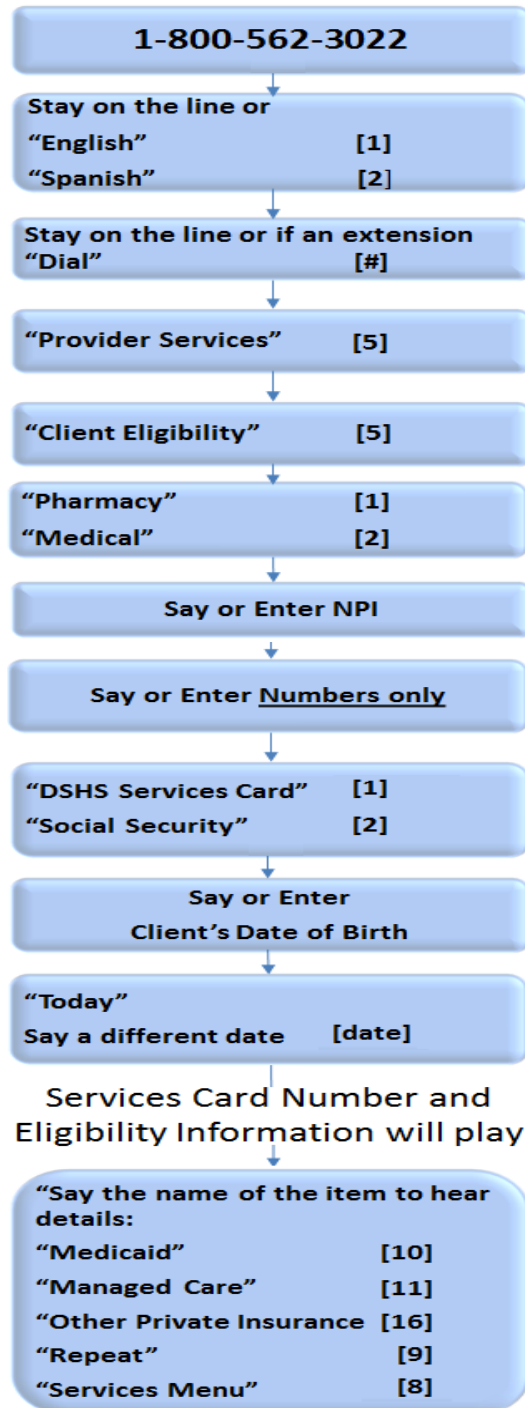 1-800-562-3022
Stay on the line or
“English” [1]
“Spanish” [2]
Stay on the line or if an extension
“Dial” [#]
“Provider Services” [5]
“Client Eligibility” [5]
“Pharmacy” [1]
“Medical” [2]
Say or Enter NPI
Say or Enter Numbers only
“DSHS Services Card” [1]
“Social Security” [2]
Say or Enter
Client’s Date of Birth
“Today”
Say a different date [date]
Services Card Number and
Eligibility Information will play
“Say the name of the item to hear
details:
“Medicaid” [10]
“Managed Care” [11]
“Other Private Insurance [16]
“Repeat” [9]
“Services Menu” [8]